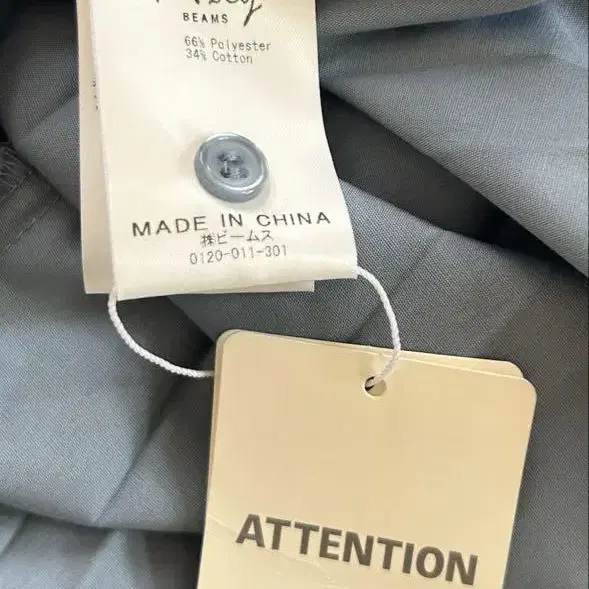 BEAMS
66% Polyester
34% Cotton
MADE IN CHINA
㈱ビームス
0120-011-301
ATTENTION